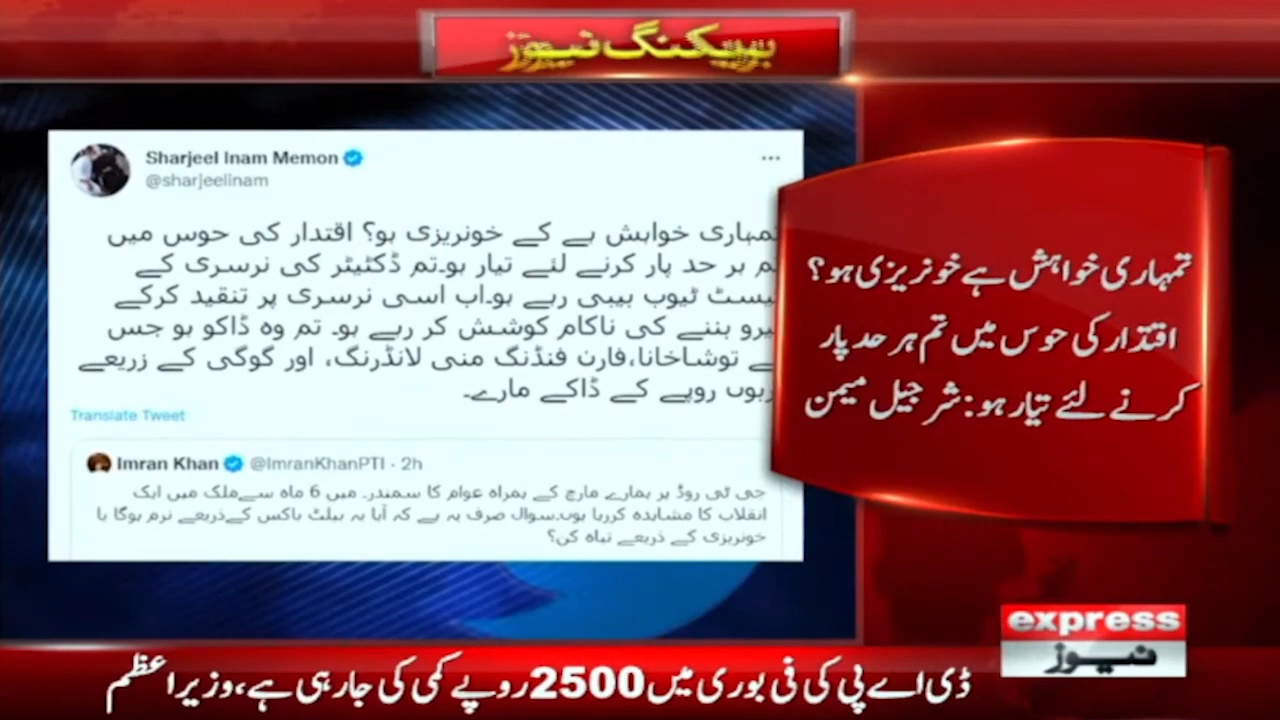 بریکنگ نیوز
Sharjeel Inam Memon
@sharjeelinam
تمہاری خواہش ہے کے خونریزی ہو؟ اقتدار کی حوس میں
تم ہر حد پار کرنے لئے تیار ہو۔تم ڈکٹیٹر کی نرسری کے
ٹیسٹ ٹیوب بیبی رہے ہو۔اب اسی نرسری پر تنقید کرکے
ہیرو بننے کی ناکام کوشش کر رہے ہو۔ تم وہ ڈاکو ہو جس
نے توشاخانا،فارن فنڈنگ منی لانڈرنگ، اور گوگی کے زریعے
اربوں روپے کے ڈاکے مارے۔
Translate Tweet
Imran Khan @ImranKhanPTI · 2h
جی ٹی روڈ پر ہمارے مارچ کے ہمراہ عوام کا سمندر۔ میں 6 ماہ سےملک میں ایک
انقلاب کا مشاہدہ کررہا ہوں۔سوال صرف یہ ہے کہ آیا یہ بیلٹ باکس کےذریعے نرم ہوگا یا
خونریزی کے ذریعے تباہ کن؟
تمہاری خواہش ہے خونریزی ہو؟
اقتدار کی حوس میں تم ہر حد پار
کرنے لئے تیار ہو: شرجیل میمن
express
نیوز
ڈی اے پی کی فی بوری میں 2500 روپے کمی کی جارہی ہے، وزیراعظم